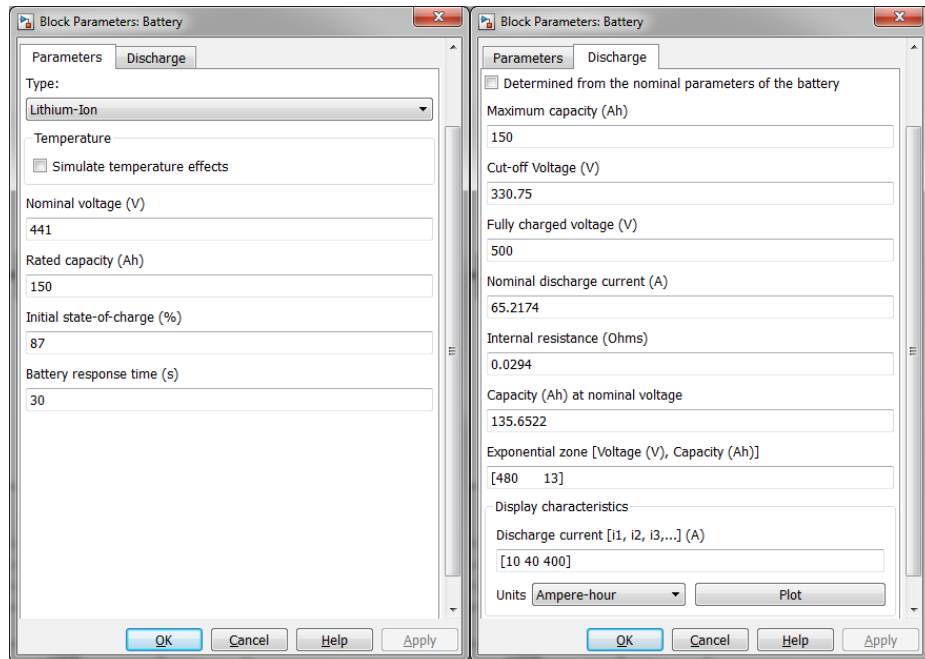 Block Parameters: Battery
Parameters Discharge
Type:
Lithium-Ion
Temperature
Simulate temperature effects
Nominal voltage (V)
441
Rated capacity (Ah)
150
Initial state-of-charge (%)
87
Battery response time (s)
30
OK Cancel Help Apply
Block Parameters: Battery
Parameters Discharge
Determined from the nominal parameters of the battery
Maximum capacity (Ah)
150
Cut-off Voltage (V)
330.75
Fully charged voltage (V)
500
Nominal discharge current (A)
65.2174
Internal resistance (Ohms)
0.0294
Capacity (Ah) at nominal voltage
135.6522
Exponential zone [Voltage (V), Capacity (Ah)]
[480 13]
Display characteristics
Discharge current [i1, i2, i3,...] (A)
[10 40 400]
Units Ampere-hour Plot
OK Cancel Help Apply